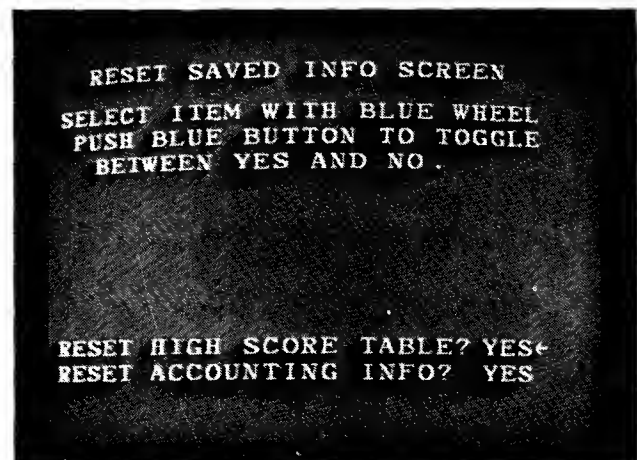 RESET SAVED INFO SCREEN
SELECT ITEM WITH BLUE WHEEL
PUSH BLUE BUTTON TO TOGGLE
BETWEEN YES AND NO.
RESET HIGH SCORE TABLE? YES←
RESET ACCOUNTING INFO? YES